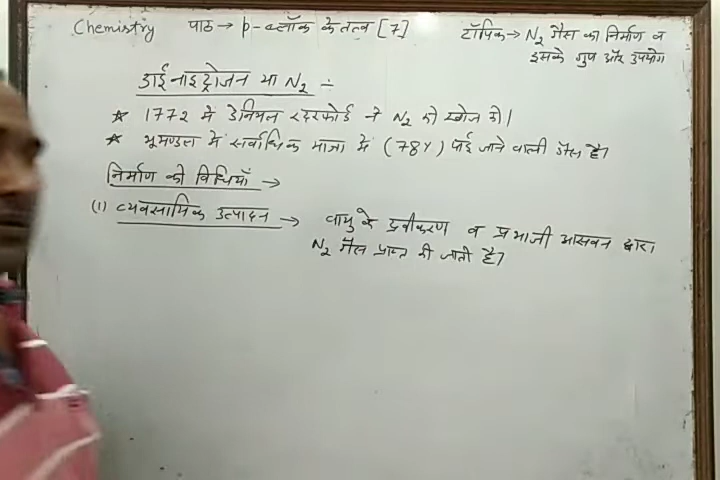 Chemistry पाठ → p-ब्लॉक के तत्व [7] टॉपिक → N₂ गैस का निर्माण व
इसके गुण और उपयोग
डाईनाइट्रोजन या N₂ ÷
* 1772 में डेनियल रदरफोर्ड ने N₂ की खोज की।
* भूमण्डल में सर्वाधिक मात्रा में (78%) पाई जाने वाली गैस है।
निर्माण की विधियाँ →
(1) व्यवसायिक उत्पादन → वायु के द्रवीकरण व प्रभाजी आसवन द्वारा
N₂ गैस प्राप्त की जाती है।